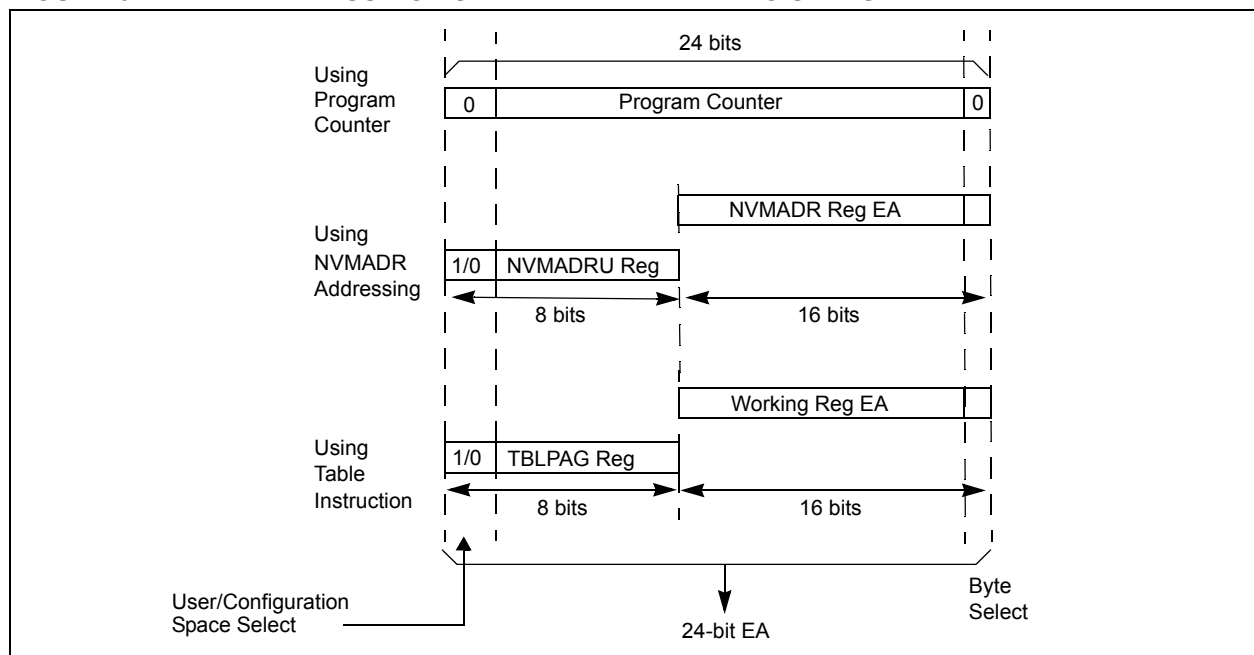 24 bits
Using
Program
Counter
0
Program Counter
0
NVMADR Reg EA
Using
NVMADR
Addressing
1/0
NVMADRU Reg
8 bits
16 bits
Working Reg EA
Using
Table
Instruction
1/0
TBLPAG Reg
8 bits
16 bits
User/Configuration
Space Select
24-bit EA
Byte
Select